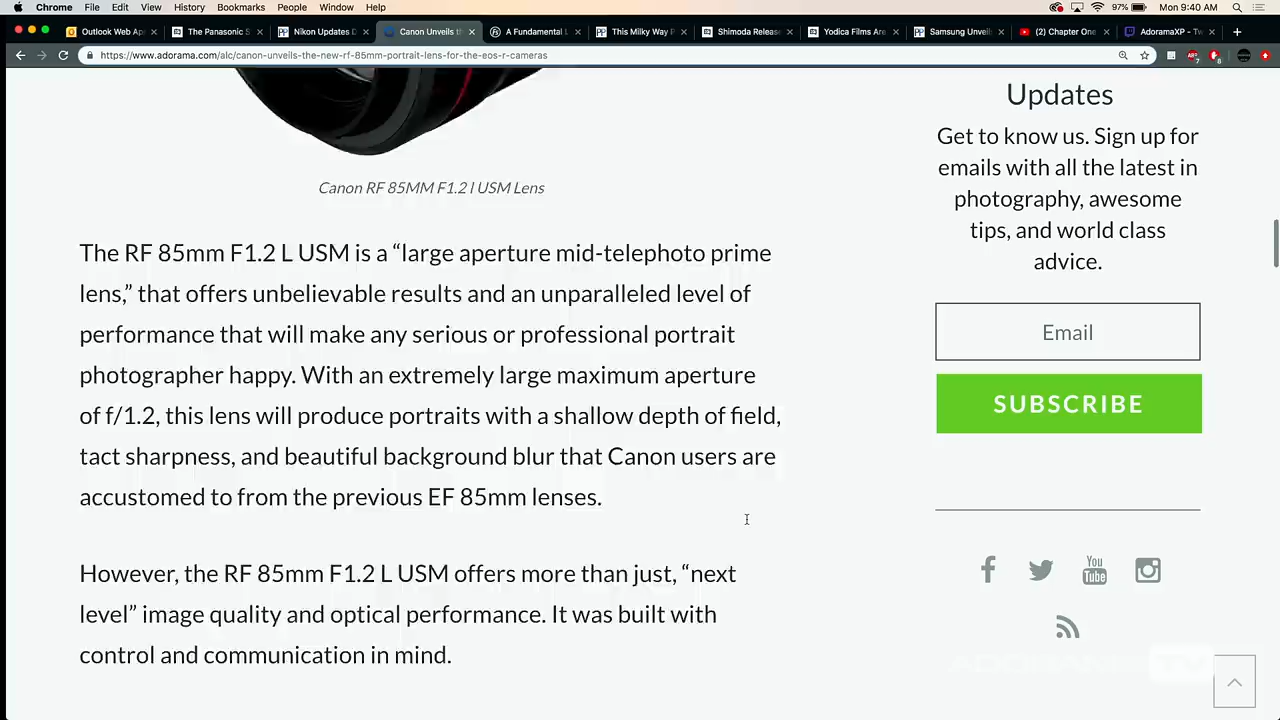 Chrome File Edit View History Bookmarks People Window Help 97% Mon 9:40 AM
Outlook Web Ap The Panasonic S Nikon Updates D Canon Unveils th A Fundamental L This Milky Way P Shimoda Releas Yodica Films Are Samsung Unveil (2) Chapter One AdoramaXP - Tw
https://www.adorama.com/alc/canon-unveils-the-new-rf-85mm-portrait-lens-for-the-eos-r-cameras
Canon RF 85MM F1.2 l USM Lens
The RF 85mm F1.2 L USM is a “large aperture mid-telephoto prime
lens,” that offers unbelievable results and an unparalleled level of
performance that will make any serious or professional portrait
photographer happy. With an extremely large maximum aperture
of f/1.2, this lens will produce portraits with a shallow depth of field,
tact sharpness, and beautiful background blur that Canon users are
accustomed to from the previous EF 85mm lenses.
However, the RF 85mm F1.2 L USM offers more than just, “next
level” image quality and optical performance. It was built with
control and communication in mind.
Updates
Get to know us. Sign up for
emails with all the latest in
photography, awesome
tips, and world class
advice.
Email
SUBSCRIBE
You
Tube